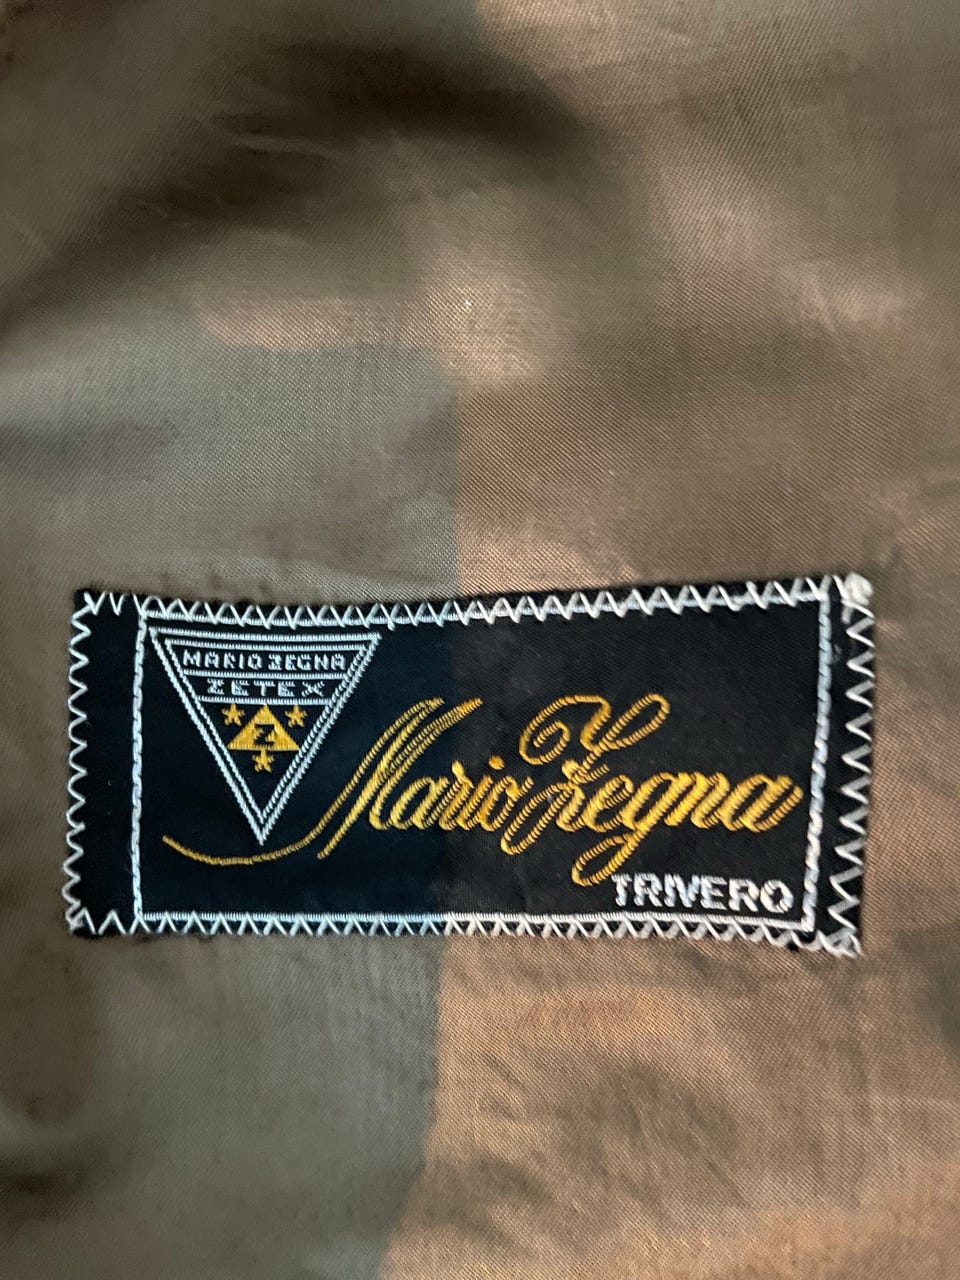 MARIO ZEGNA
ZETEX
Z
Mario Zegna
TRIVERO